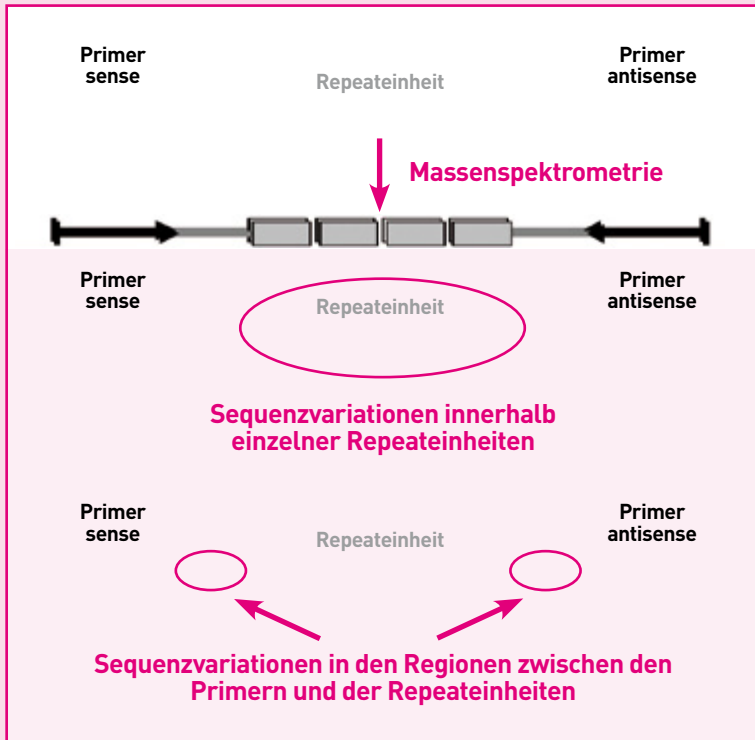 Primer
sense
Repeateinheit
Primer
antisense
Massenspektrometrie
Primer
sense
Repeateinheit
Primer
antisense
Sequenzvariationen innerhalb
einzelner Repeateinheiten
Primer
sense
Repeateinheit
Primer
antisense
Sequenzvariationen in den Regionen zwischen den
Primern und der Repeateinheiten